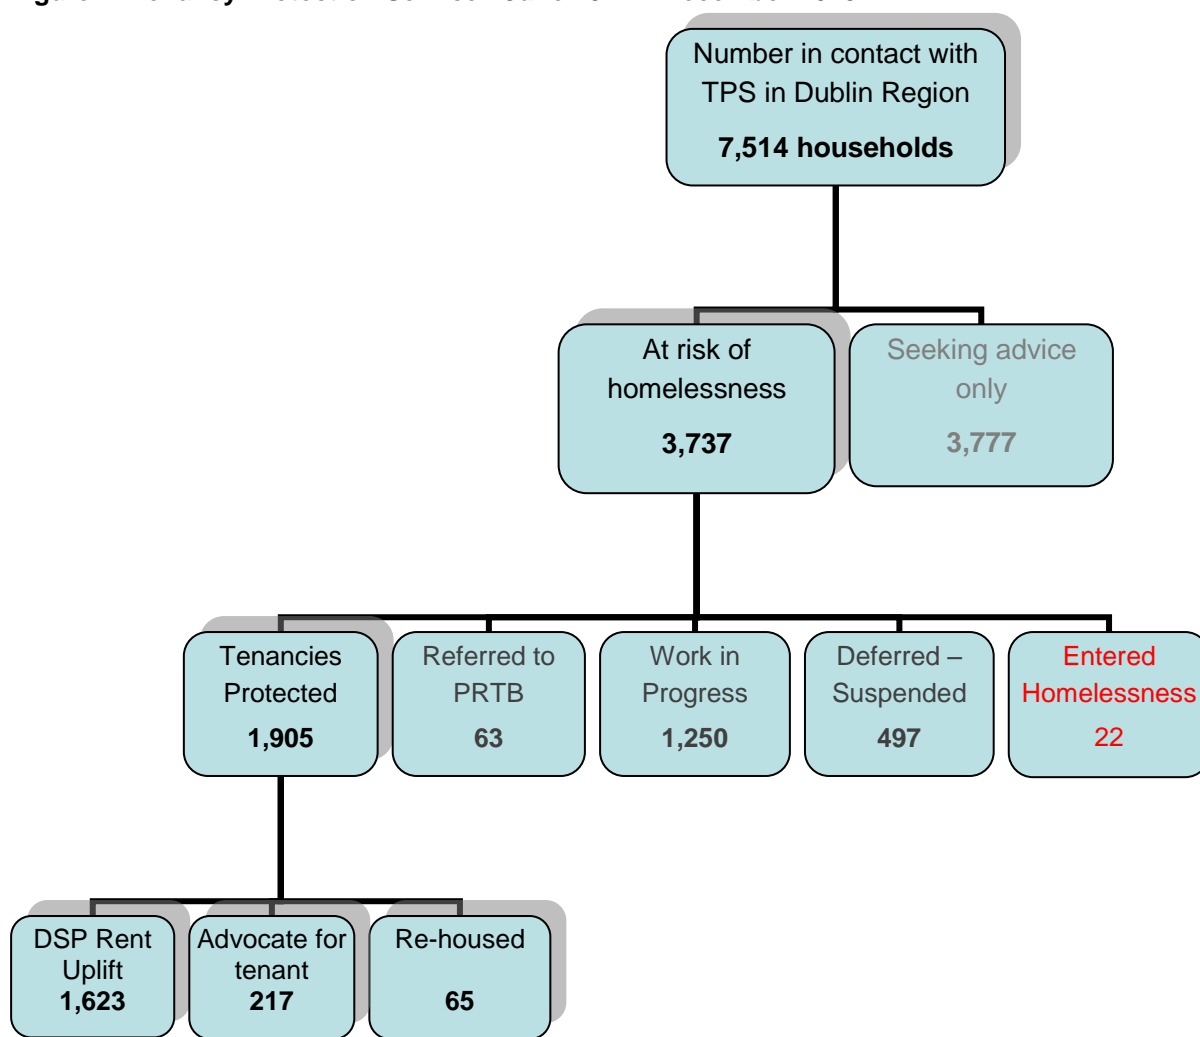 Number in contact with
TPS in Dublin Region
7,514 households
At risk of
homelessness
3,737
Seeking advice
only
3,777
Tenancies
Protected
1,905
Referred to
PRTB
63
Work in
Progress
1,250
Deferred –
Suspended
497
Entered
Homelessness
22
DSP Rent
Uplift
1,623
Advocate for
tenant
217
Re-housed
65